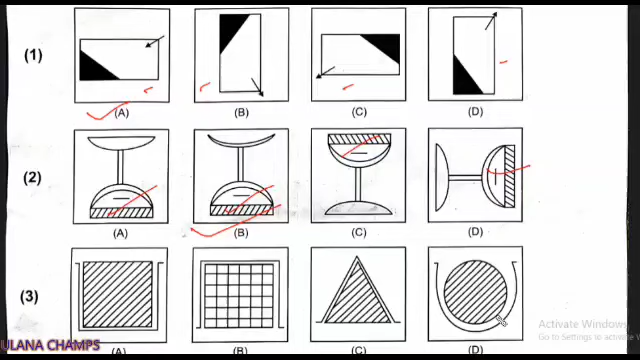 (1)
(A) (B) (C) (D)
(2)
(A) (B) (C) (D)
(3)
Activate Windows
Go to Settings to activate
ULANA CHAMPS
(A) (B) (C) (D)